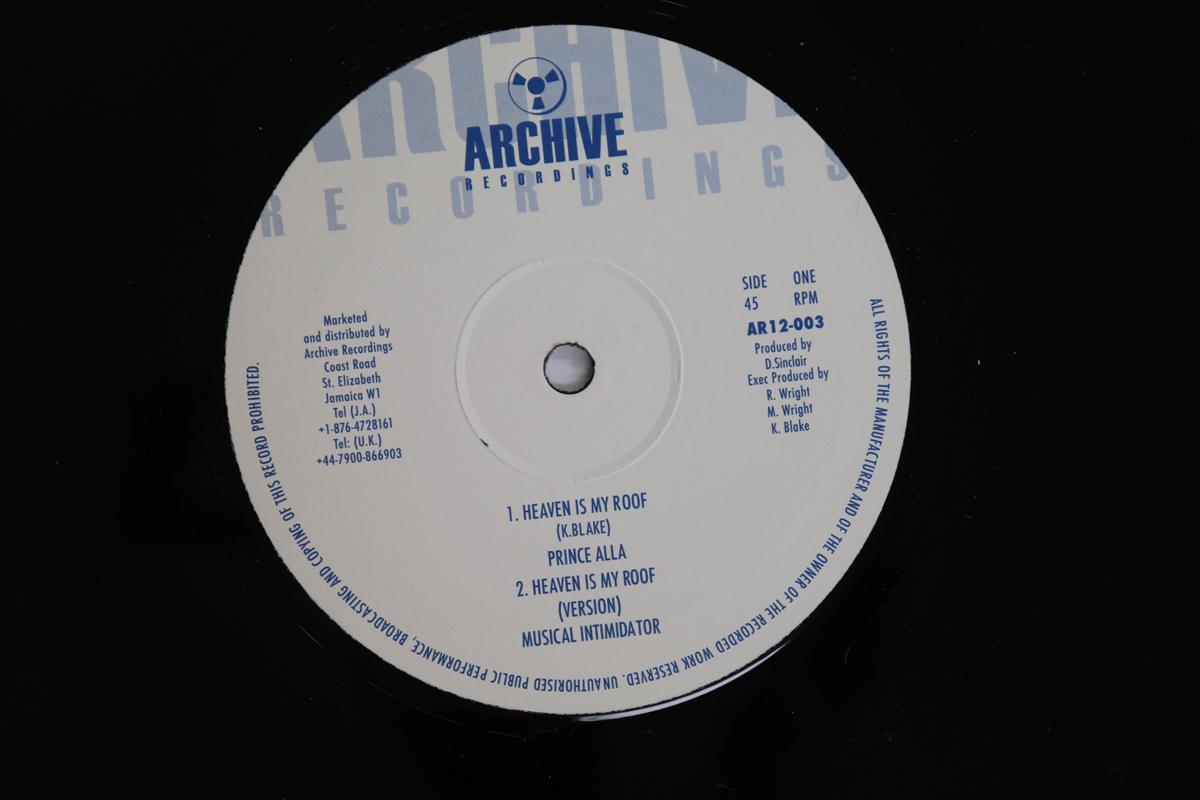 ARCHIVE
RECORDINGS
ARCHIVE
RECORDINGS
SIDE ONE
45 RPM
AR12-003
Produced by
D.Sinclair
Exec Produced by
R. Wright
M. Wright
K. Blake
Marketed
and distributed by
Archive Recordings
Coast Road
St. Elizabeth
Jamaica W1
Tel (J.A.)
+1-876-4728161
Tel: (U.K.)
+44-7900-866903
1. HEAVEN IS MY ROOF
(K.BLAKE)
PRINCE ALLA
2. HEAVEN IS MY ROOF
(VERSION)
MUSICAL INTIMIDATOR
ALL RIGHTS OF THE MANUFACTURER AND OF THE OWNER OF THE RECORDED WORK RESERVED. UNAUTHORISED PUBLIC PERFORMANCE, BROADCASTING AND COPYING OF THIS RECORD PROHIBITED.